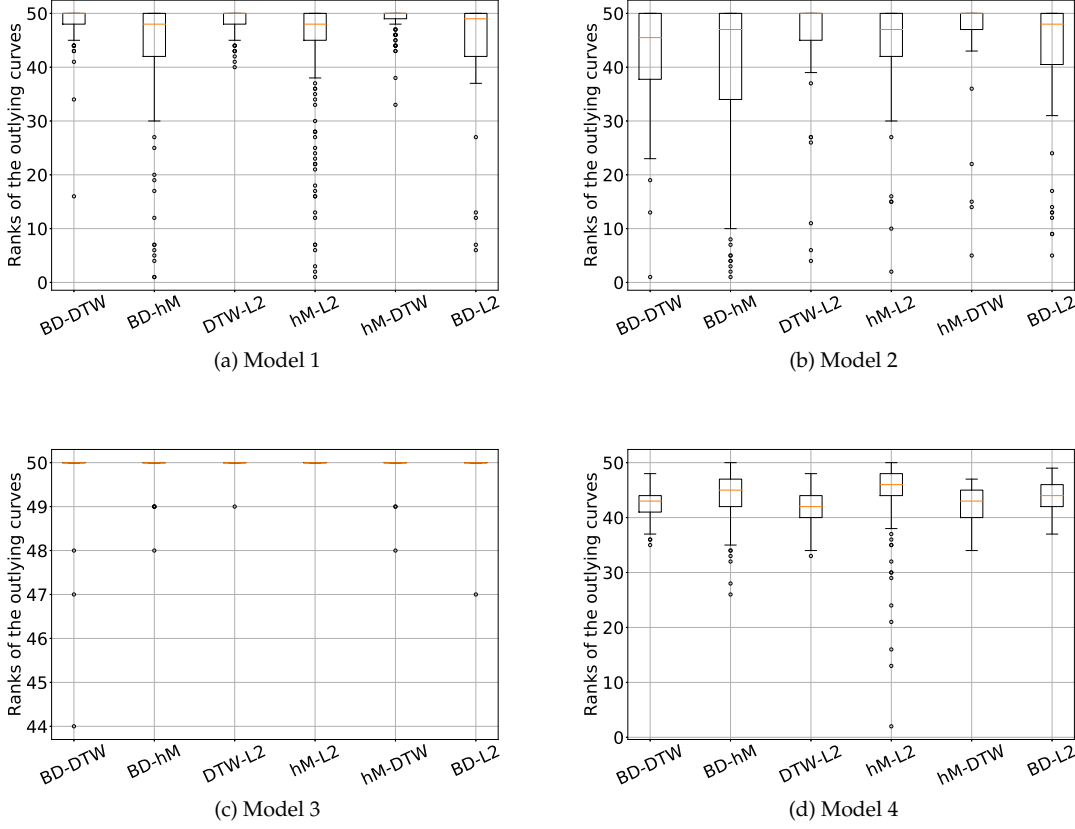 Ranks of the outlying curves
50
40
30
20
10
0
BD-DTW BD-hM DTW-L2 hM-L2 hM-DTW BD-L2
(a) Model 1
Ranks of the outlying curves
50
40
30
20
10
0
BD-DTW BD-hM DTW-L2 hM-L2 hM-DTW BD-L2
(b) Model 2
Ranks of the outlying curves
50
49
48
47
46
45
44
BD-DTW BD-hM DTW-L2 hM-L2 hM-DTW BD-L2
(c) Model 3
Ranks of the outlying curves
50
40
30
20
10
0
BD-DTW BD-hM DTW-L2 hM-L2 hM-DTW BD-L2
(d) Model 4